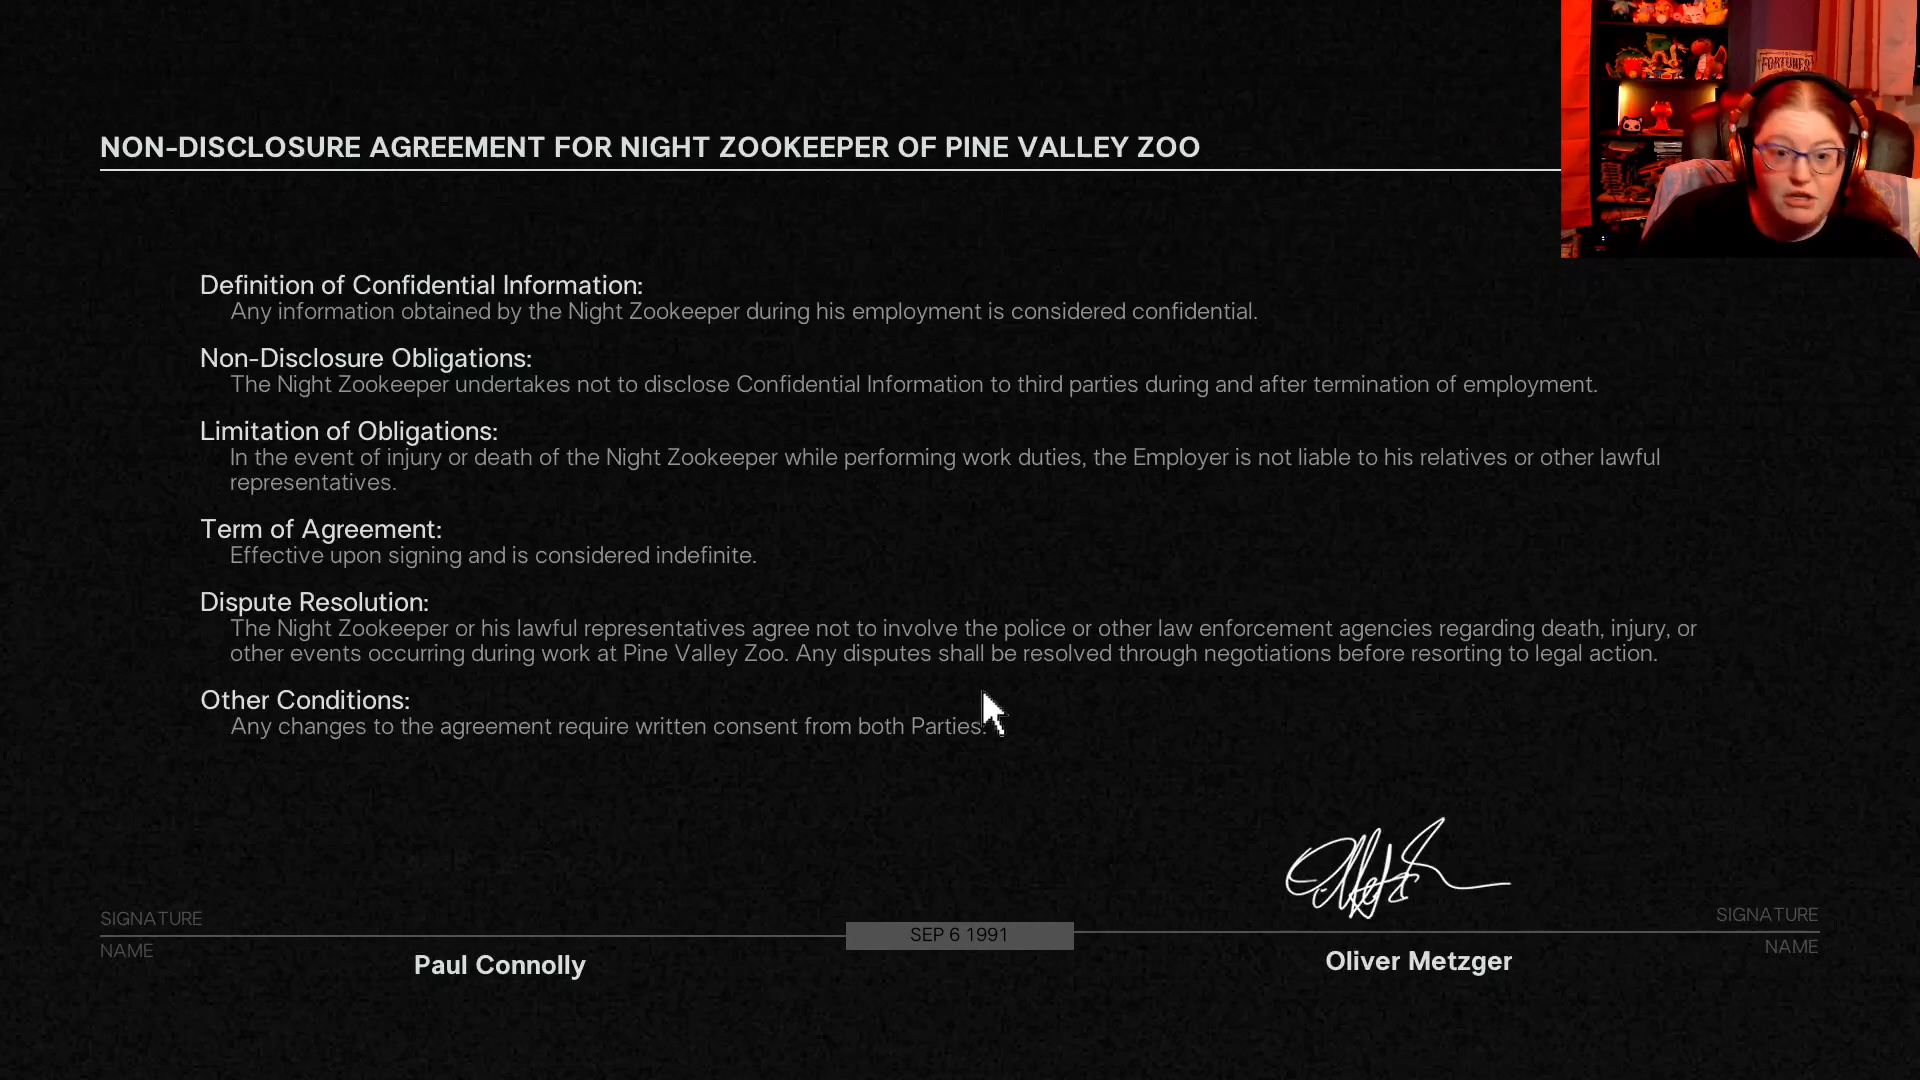 FORTUNES
NON-DISCLOSURE AGREEMENT FOR NIGHT ZOOKEEPER OF PINE VALLEY ZOO
Definition of Confidential Information:
Any information obtained by the Night Zookeeper during his employment is considered confidential.
Non-Disclosure Obligations:
The Night Zookeeper undertakes not to disclose Confidential Information to third parties during and after termination of employment.
Limitation of Obligations:
In the event of injury or death of the Night Zookeeper while performing work duties, the Employer is not liable to his relatives or other lawful
representatives.
Term of Agreement:
Effective upon signing and is considered indefinite.
Dispute Resolution:
The Night Zookeeper or his lawful representatives agree not to involve the police or other law enforcement agencies regarding death, injury, or
other events occurring during work at Pine Valley Zoo. Any disputes shall be resolved through negotiations before resorting to legal action.
Other Conditions:
Any changes to the agreement require written consent from both Parties.
SIGNATURE
NAME
Paul Connolly
SEP 6 1991
SIGNATURE
NAME
Oliver Metzger